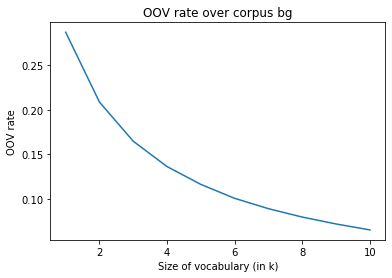 OOV rate over corpus bg
OOV rate
0.25
0.20
0.15
0.10
2 4 6 8 10
Size of vocabulary (in k)